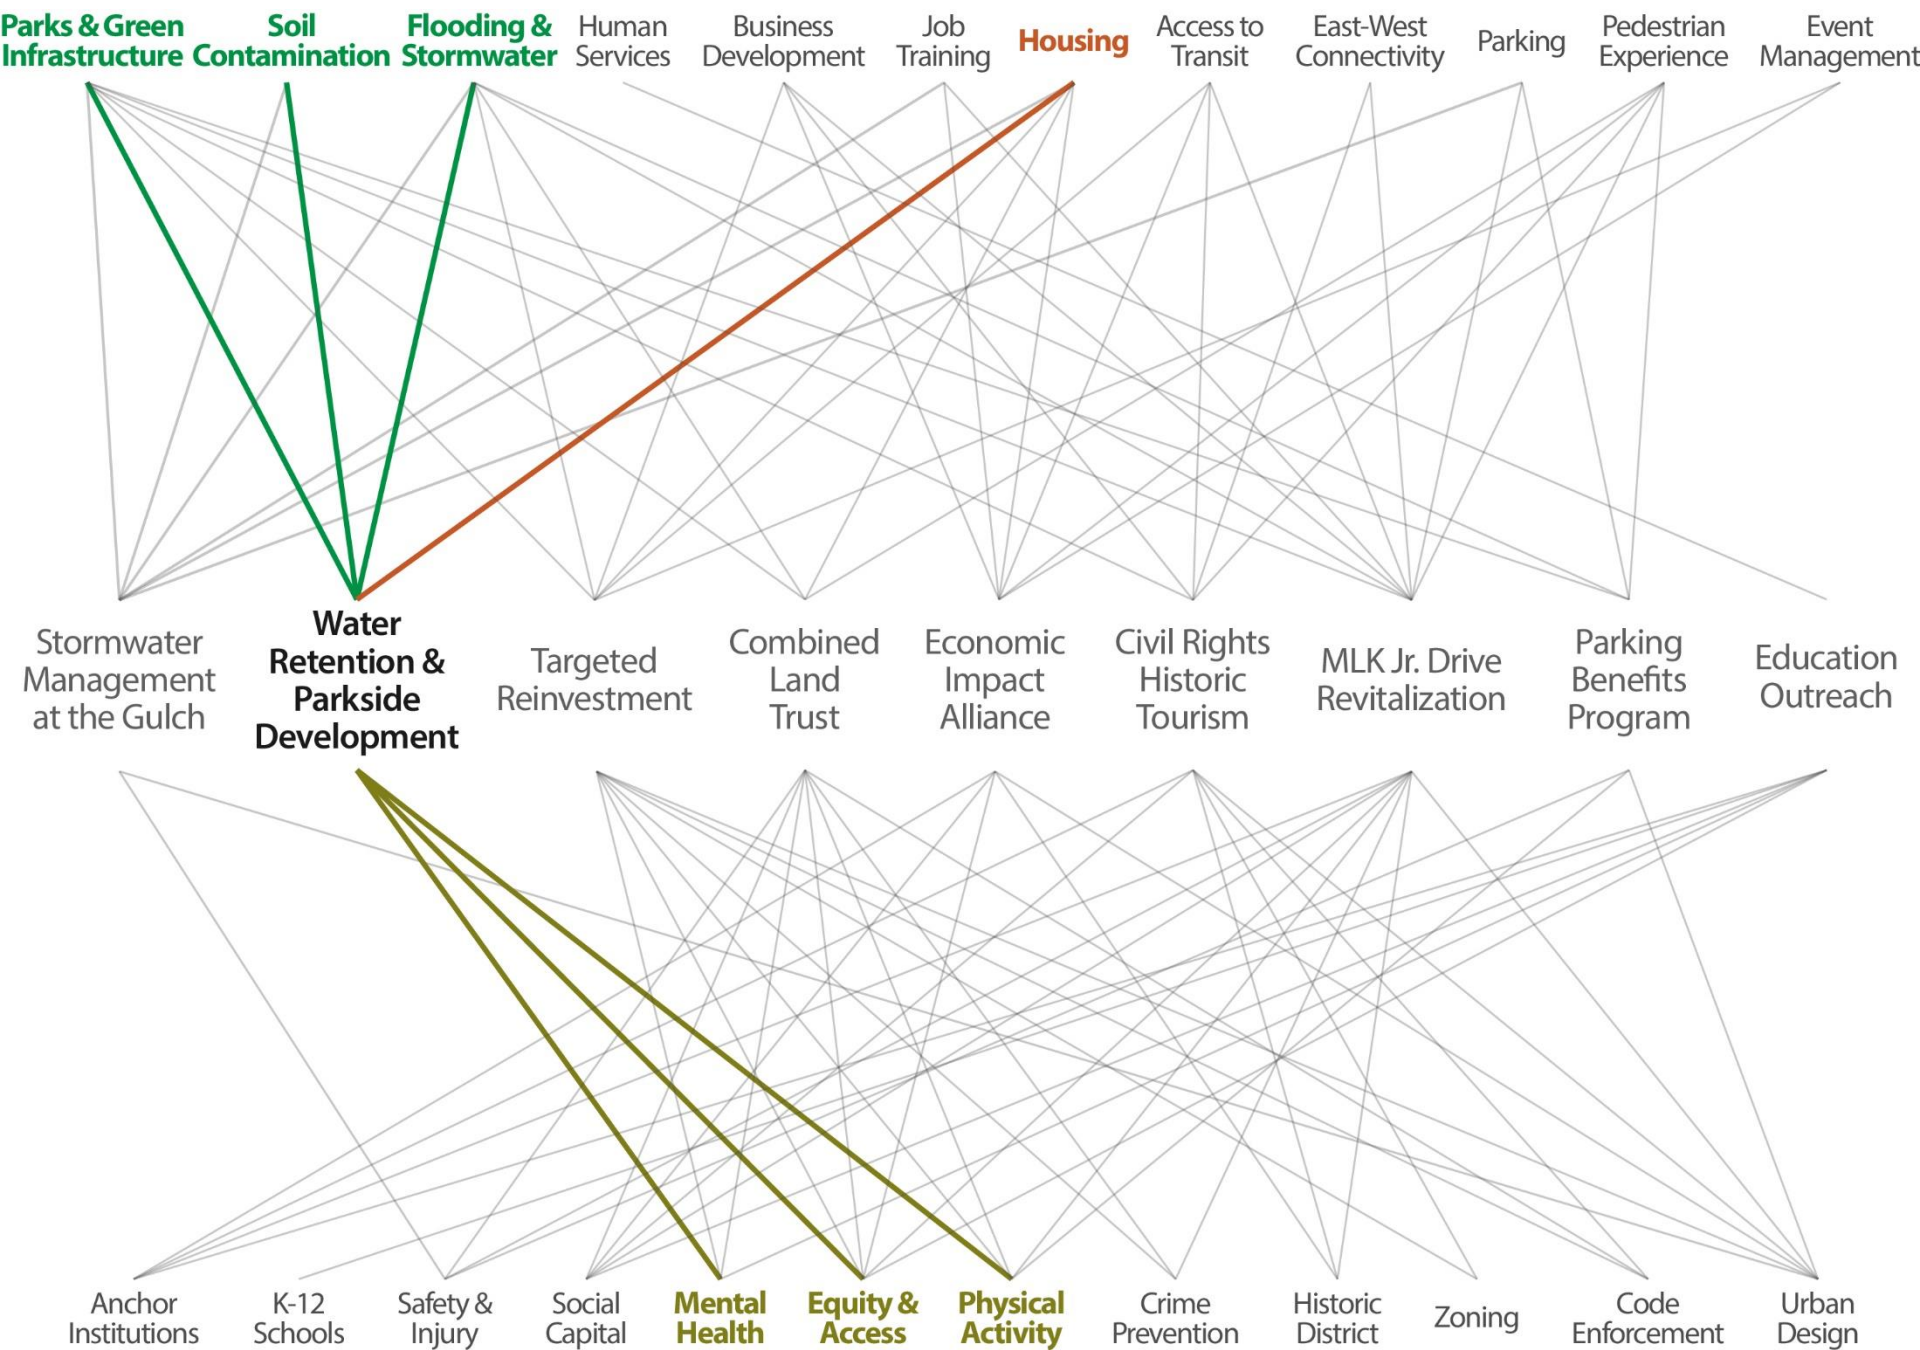 Parks & Green
Infrastructure
Soil
Contamination
Flooding &
Stormwater
Human
Services
Business
Development
Job
Training
Housing
Access to
Transit
East-West
Connectivity
Parking
Pedestrian
Experience
Event
Management
Stormwater
Management
at the Gulch
Water
Retention &
Parkside
Development
Targeted
Reinvestment
Combined
Land
Trust
Economic
Impact
Alliance
Civil Rights
Historic
Tourism
MLK Jr. Drive
Revitalization
Parking
Benefits
Program
Education
Outreach
Anchor
Institutions
K-12
Schools
Safety &
Injury
Social
Capital
Mental
Health
Equity &
Access
Physical
Activity
Crime
Prevention
Historic
District
Zoning
Code
Enforcement
Urban
Design